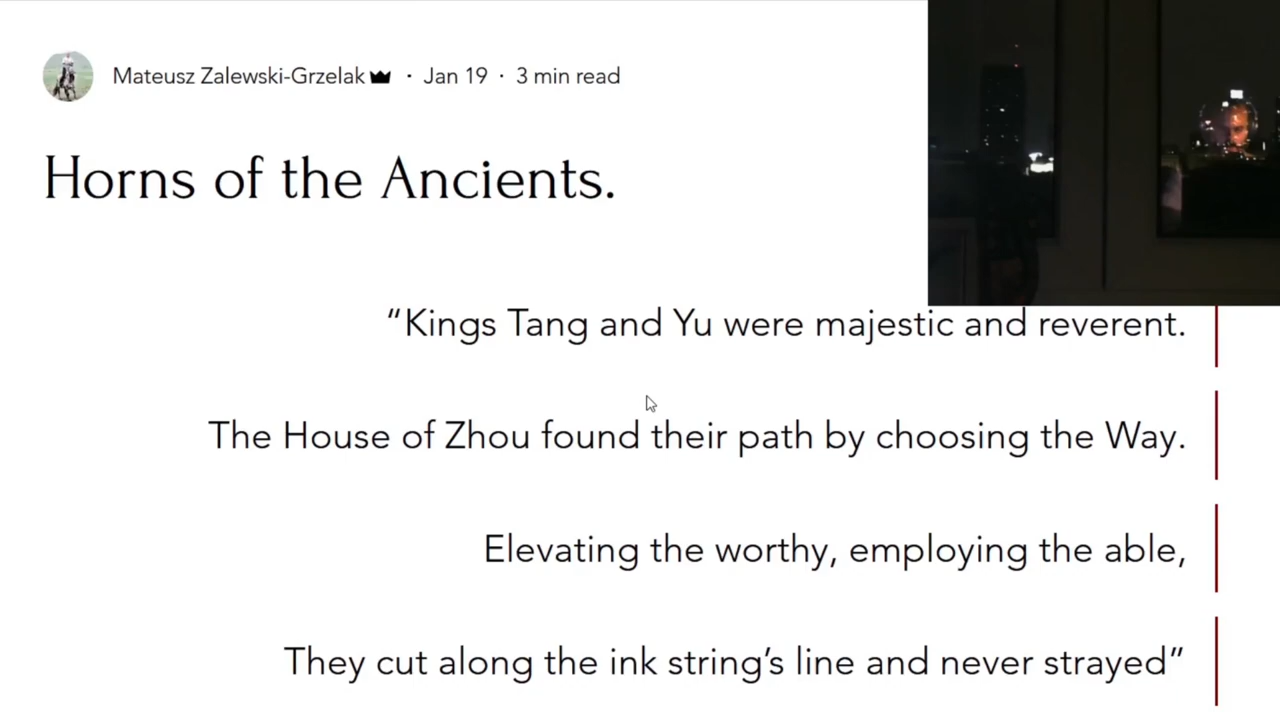 Mateusz Zalewski-Grzelak · Jan 19 · 3 min read
Horns of the Ancients.
“Kings Tang and Yu were majestic and reverent.
The House of Zhou found their path by choosing the Way.
Elevating the worthy, employing the able,
They cut along the ink string’s line and never strayed”